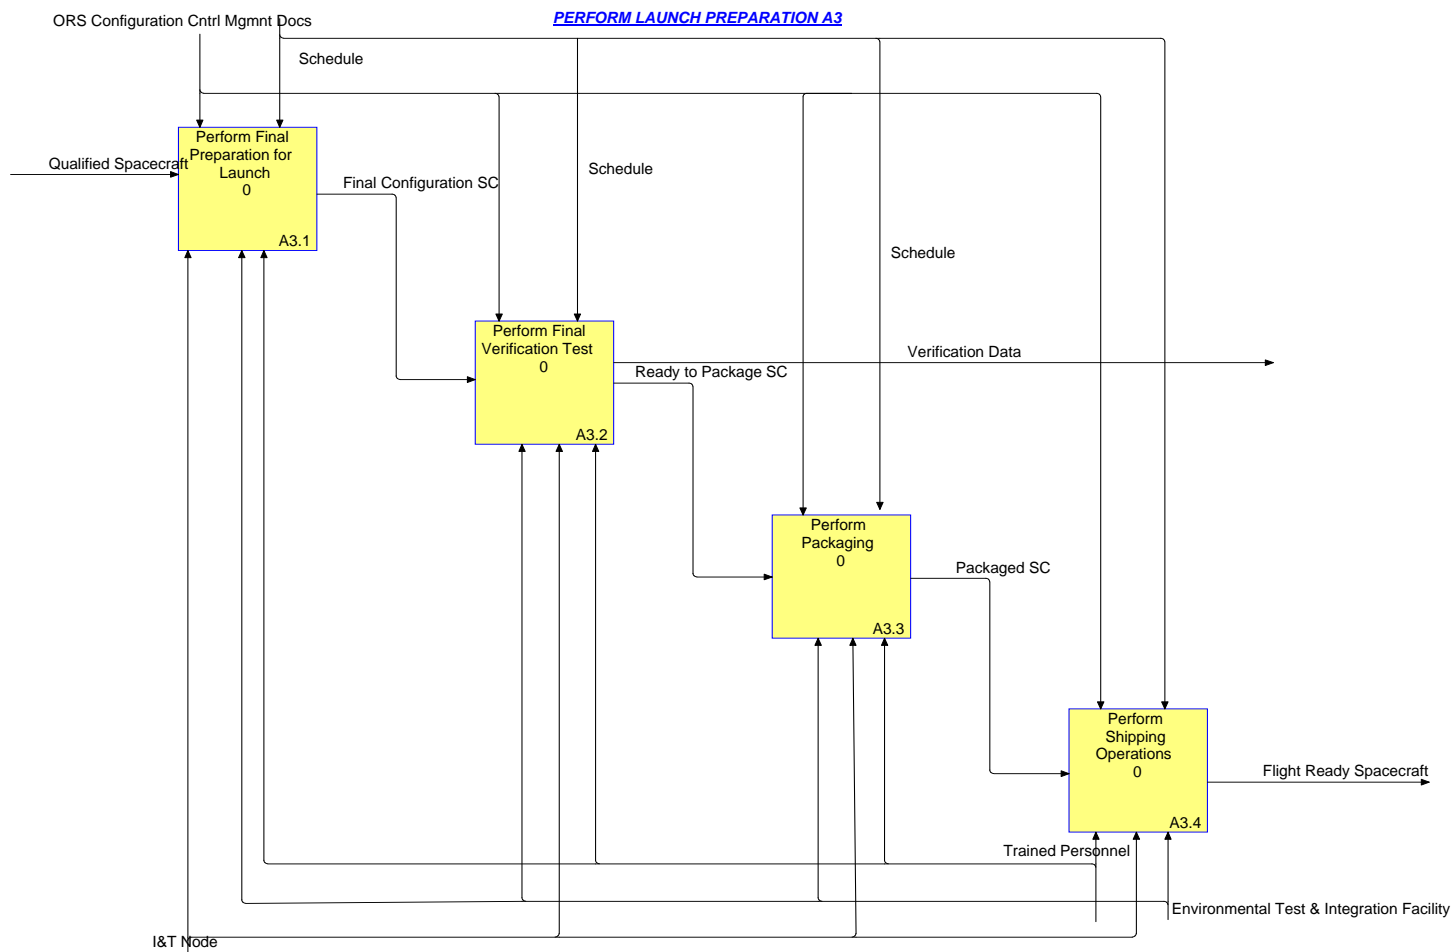 ORS Configuration Cntrl Mgmnt Docs
PERFORM LAUNCH PREPARATION A3
Schedule
Perform Final
Preparation for
Launch
0
A3.1
Qualified Spacecraft
Final Configuration SC
Schedule
Schedule
Perform Final
Verification Test
0
A3.2
Verification Data
Ready to Package SC
Perform
Packaging
0
A3.3
Packaged SC
Perform
Shipping
Operations
0
A3.4
Flight Ready Spacecraft
Trained Personnel
Environmental Test & Integration Facility
I&T Node